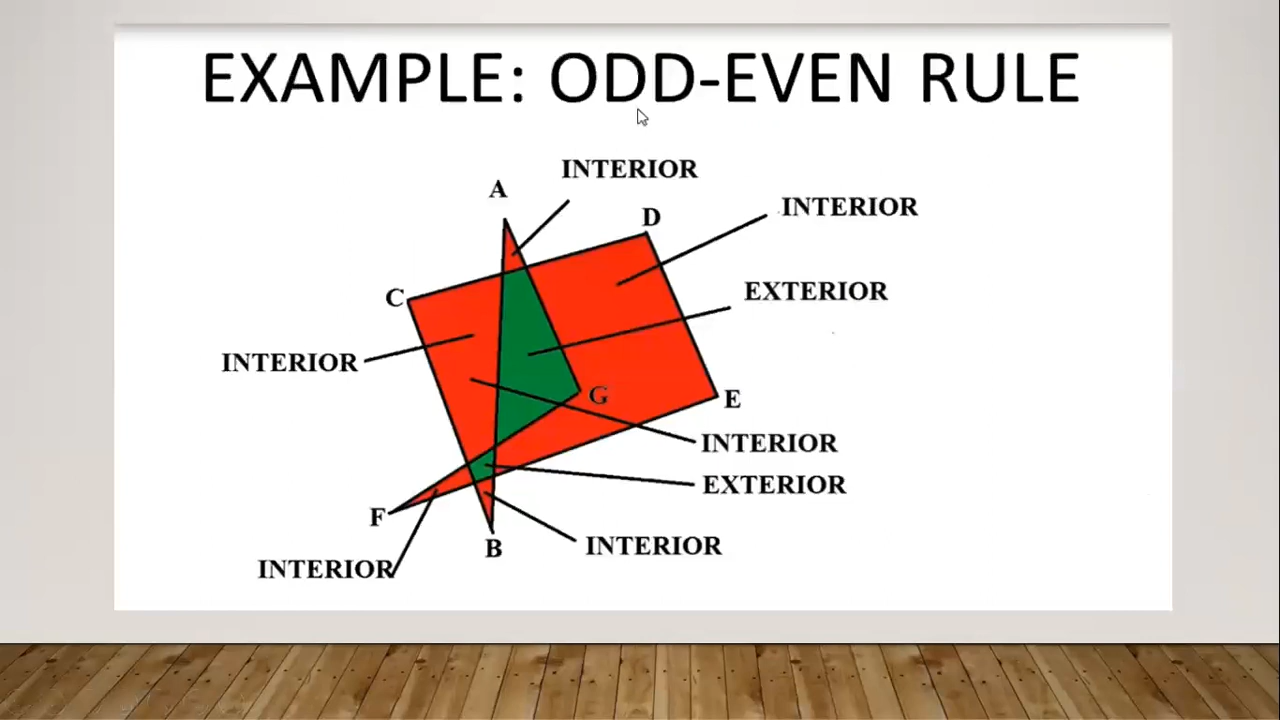 EXAMPLE: ODD-EVEN RULE
INTERIOR
A
INTERIOR
D
EXTERIOR
C
INTERIOR
G
E
INTERIOR
EXTERIOR
F
B
INTERIOR
INTERIOR